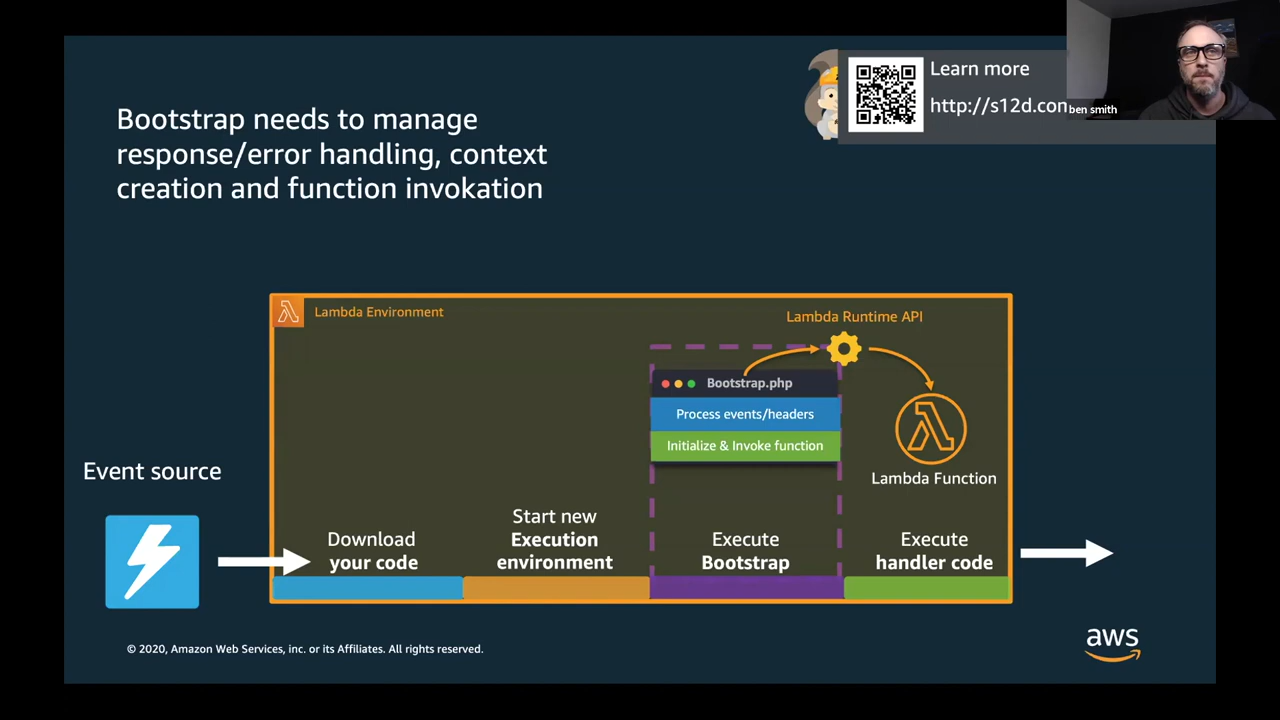 Bootstrap needs to manage
response/error handling, context
creation and function invokation
Learn more
http://s12d.com
ben smith
Lambda Environment
Lambda Runtime API
Bootstrap.php
Process events/headers
Initialize & Invoke function
Lambda Function
Event source
Download
your code
Start new
Execution
environment
Execute
Bootstrap
Execute
handler code
© 2020, Amazon Web Services, inc. or its Affiliates. All rights reserved.
aws